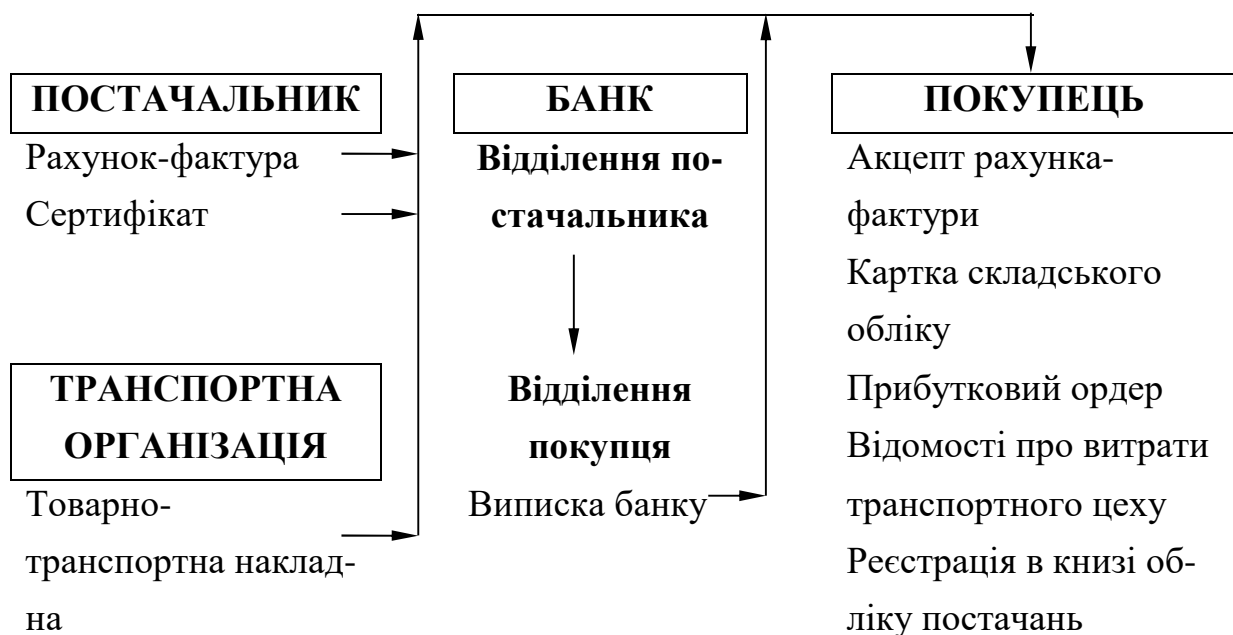 ПОСТАЧАЛЬНИК
Рахунок-фактура
Сертифікат
ТРАНСПОРТНА
ОРГАНІЗАЦІЯ
Товарно-
транспортна наклад-
на
БАНК
Відділення по-
стачальника
Відділення
покупця
Виписка банку
ПОКУПЕЦЬ
Акцепт рахунка-
фактури
Картка складського
обліку
Прибутковий ордер
Відомості про витрати
транспортного цеху
Реєстрація в книзі об-
ліку постачань